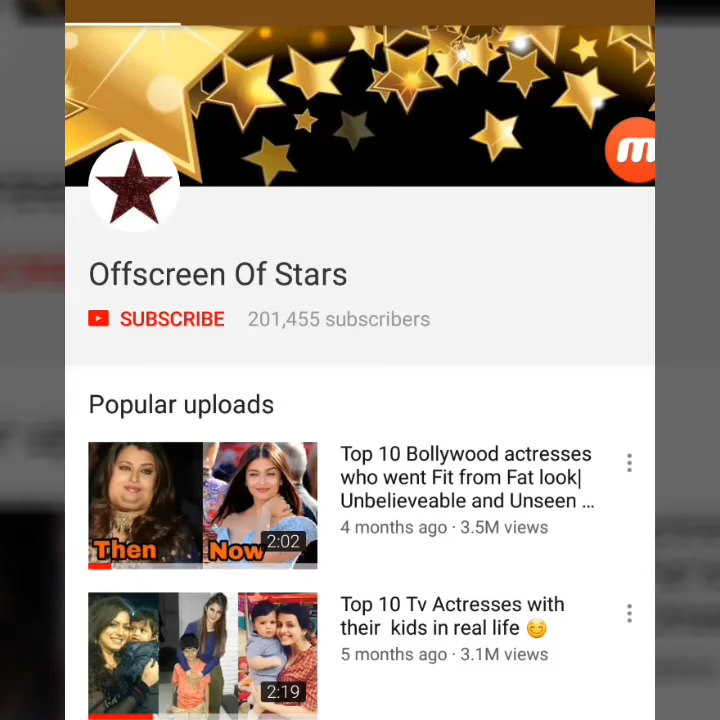 m
Offscreen Of Stars
SUBSCRIBE 201,455 subscribers
Popular uploads
Then
Now
2:02
Top 10 Bollywood actresses
who went Fit from Fat look|
Unbelieveable and Unseen ...
4 months ago · 3.5M views
2:19
Top 10 Tv Actresses with
their kids in real life 😊
5 months ago · 3.1M views